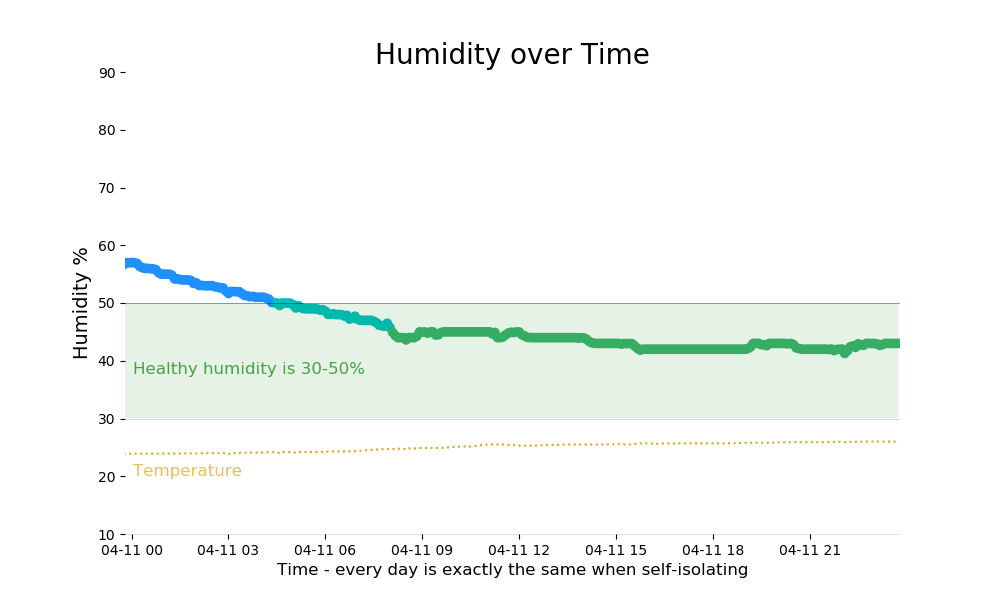 Humidity over Time
90
80
70
60
50
40
30
20
10
Humidity %
Healthy humidity is 30-50%
Temperature
04-11 00 04-11 03 04-11 06 04-11 09 04-11 12 04-11 15 04-11 18 04-11 21
Time - every day is exactly the same when self-isolating